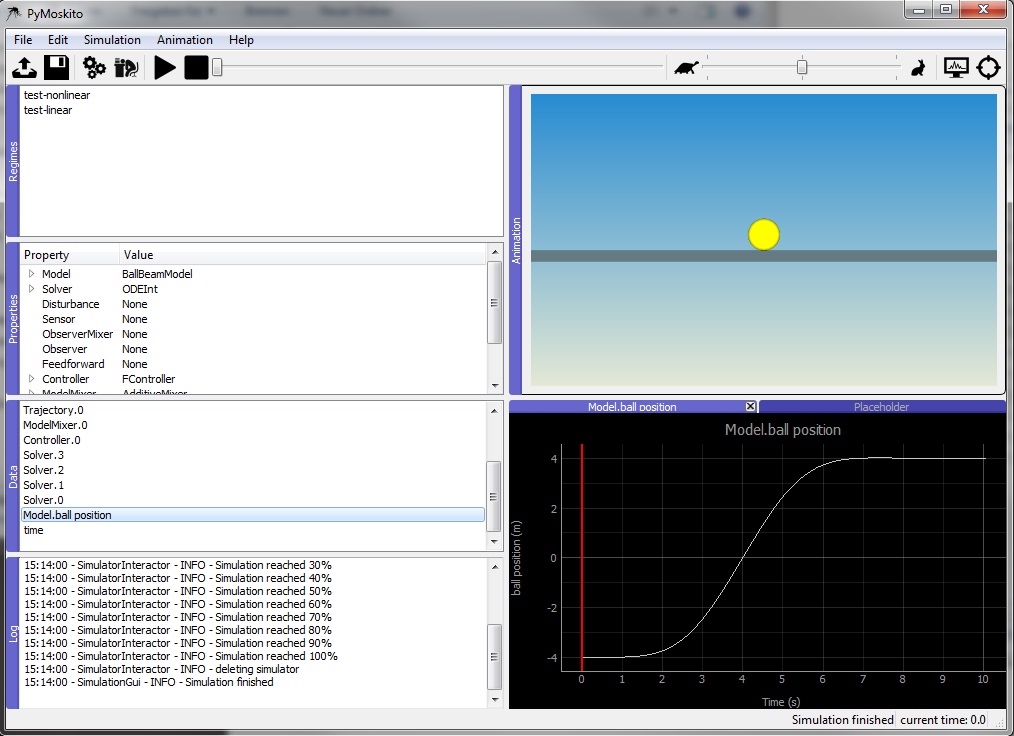 PyMoskito
File Edit Simulation Animation Help
Regimes
test-nonlinear
test-linear
Properties
Property Value
Model BallBeamModel
Solver ODEInt
Disturbance None
Sensor None
ObserverMixer None
Observer None
Feedforward None
Controller FController
ModelMixer AdditiveMixer
Data
Trajectory.0
ModelMixer.0
Controller.0
Solver.3
Solver.2
Solver.1
Solver.0
Model.ball position
time
Log
15:14:00 - SimulatorInteractor - INFO - Simulation reached 30%
15:14:00 - SimulatorInteractor - INFO - Simulation reached 40%
15:14:00 - SimulatorInteractor - INFO - Simulation reached 50%
15:14:00 - SimulatorInteractor - INFO - Simulation reached 60%
15:14:00 - SimulatorInteractor - INFO - Simulation reached 70%
15:14:00 - SimulatorInteractor - INFO - Simulation reached 80%
15:14:00 - SimulatorInteractor - INFO - Simulation reached 90%
15:14:00 - SimulatorInteractor - INFO - Simulation reached 100%
15:14:00 - SimulatorInteractor - INFO - deleting simulator
15:14:00 - SimulationGui - INFO - Simulation finished
Animation
Model.ball position Placeholder
Model.ball position
ball position (m)
4
2
0
-2
-4
0 1 2 3 4 5 6 7 8 9 10
Time (s)
Simulation finished current time: 0.0